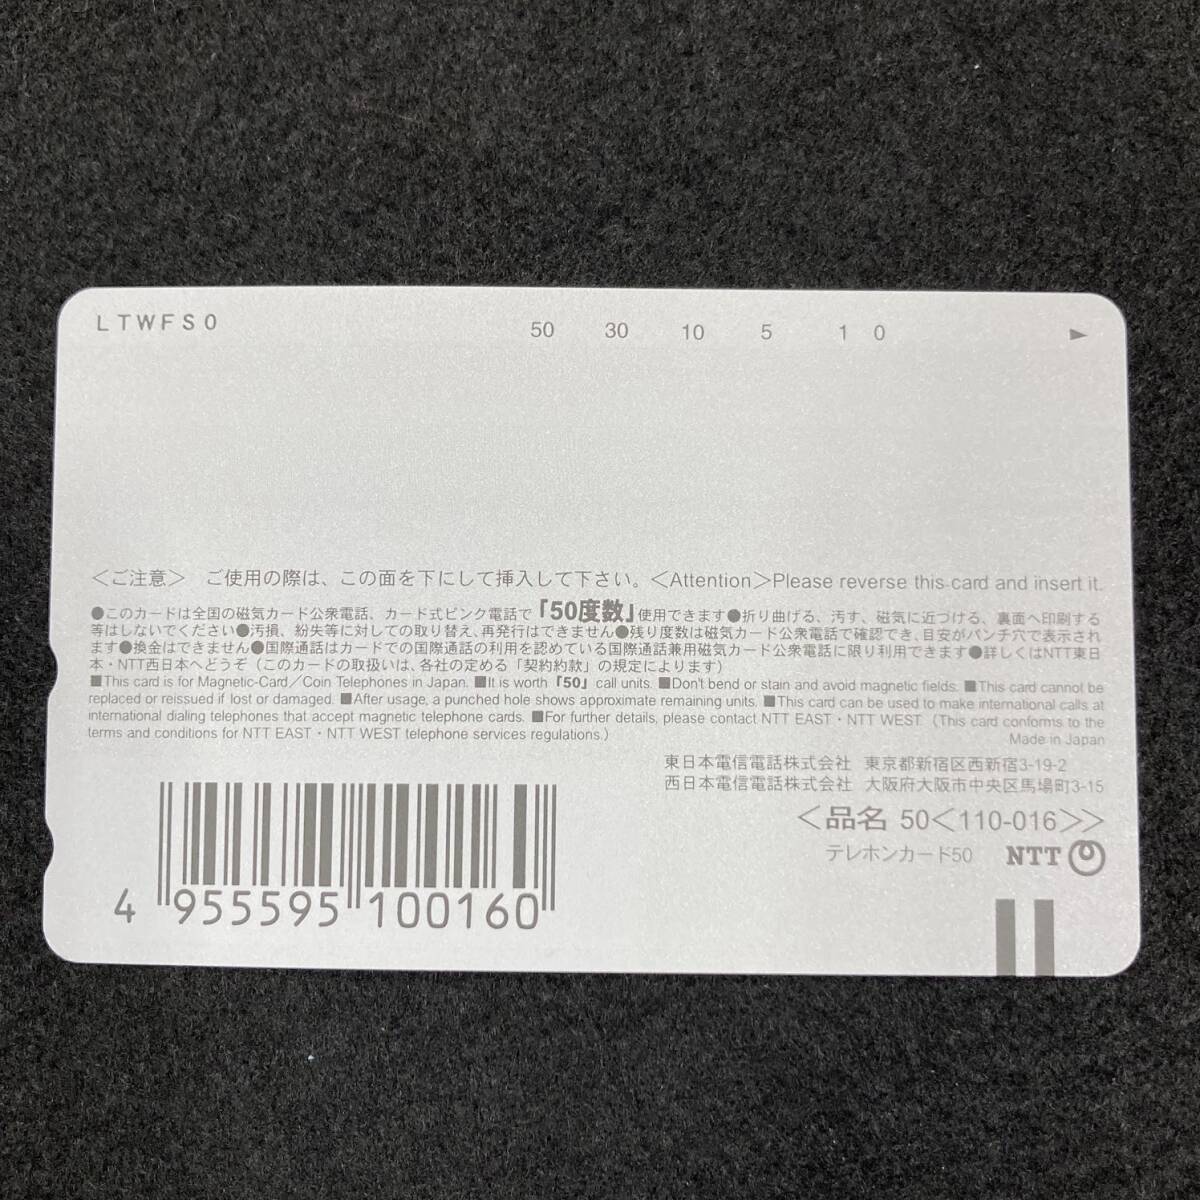 LTWFS0
50 30 10 5 1 0
＜ご注意＞ ご使用の際は、この面を下にして挿入して下さい。＜Attention＞Please reverse this card and insert it.
●このカードは全国の磁気カード公衆電話、カード式ピンク電話で「50度数」使用できます●折り曲げる、汚す、磁気に近づける、裏面へ印刷する
等はしないでください●汚損、紛失等に対しての取り替え、再発行はできません●残り度数は磁気カード公衆電話で確認でき、目安がパンチ穴で表示され
ます●換金はできません●国際通話はカードでの国際通話の利用を認めている国際通話兼用磁気カード公衆電話に限り利用できます●詳しくはNTT東日
本・NTT西日本へどうぞ（このカードの取扱いは、各社の定める「契約約款」の規定によります）
■This card is for Magnetic-Card／Coin Telephones in Japan. ■It is worth「50」call units. ■Don't bend or stain and avoid magnetic fields. ■This card cannot be
replaced or reissued if lost or damaged. ■After usage, a punched hole shows approximate remaining units. ■This card can be used to make international calls at
international dialing telephones that accept magnetic telephone cards. ■For further details, please contact NTT EAST・NTT WEST.（This card conforms to the
terms and conditions for NTT EAST・NTT WEST telephone services regulations.） Made in Japan
東日本電信電話株式会社 東京都新宿区西新宿3-19-2
西日本電信電話株式会社 大阪府大阪市中央区馬場町3-15
＜品名 50＜110-016＞＞
テレホンカード50 NTT
4 955595 100160